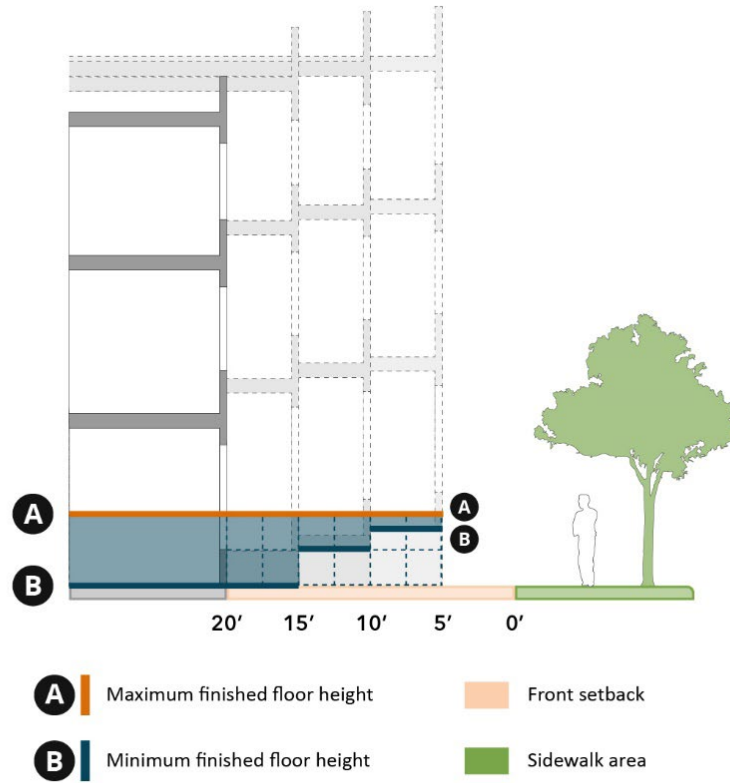 A
A
B
B
20’ 15’ 10’ 5’ 0’
A Maximum finished floor height
Front setback
B Minimum finished floor height
Sidewalk area